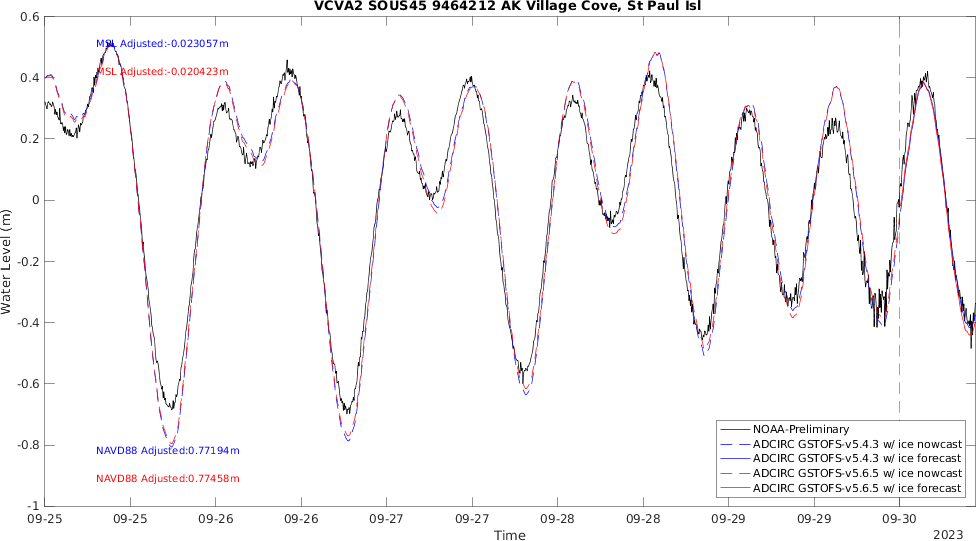 VCVA2 SOUS45 9464212 AK Village Cove, St Paul Isl
0.6
0.4
0.2
0
-0.2
-0.4
-0.6
-0.8
-1
Water Level (m)
MSL Adjusted:-0.023057m
MSL Adjusted:-0.020423m
NAVD88 Adjusted:0.77194m
NAVD88 Adjusted:0.77458m
NOAA-Preliminary
ADCIRC GSTOFS-v5.4.3 w/ ice nowcast
ADCIRC GSTOFS-v5.4.3 w/ ice forecast
ADCIRC GSTOFS-v5.6.5 w/ ice nowcast
ADCIRC GSTOFS-v5.6.5 w/ ice forecast
09-25 09-25 09-26 09-26 09-27 09-27 09-28 09-28 09-29 09-29 09-30
Time
2023